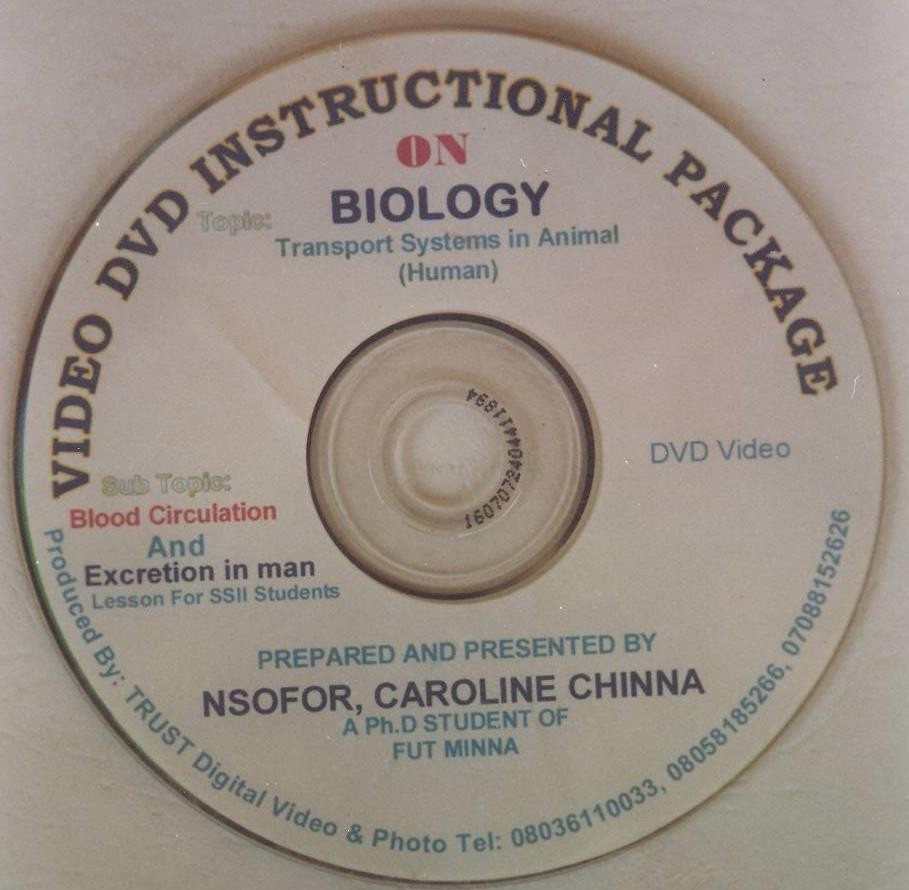 VIDEO DVD INSTRUCTIONAL PACKAGE
ON
BIOLOGY
Topic:
Transport Systems in Animal
(Human)
DVD Video
Sub Topic:
Blood Circulation
And
Excretion in man
Lesson For SSII Students
PREPARED AND PRESENTED BY
NSOFOR, CAROLINE CHINNA
A Ph.D STUDENT OF
FUT MINNA
Produced By: TRUST Digital Video & Photo Tel: 08036110033, 08058185266, 07088152626